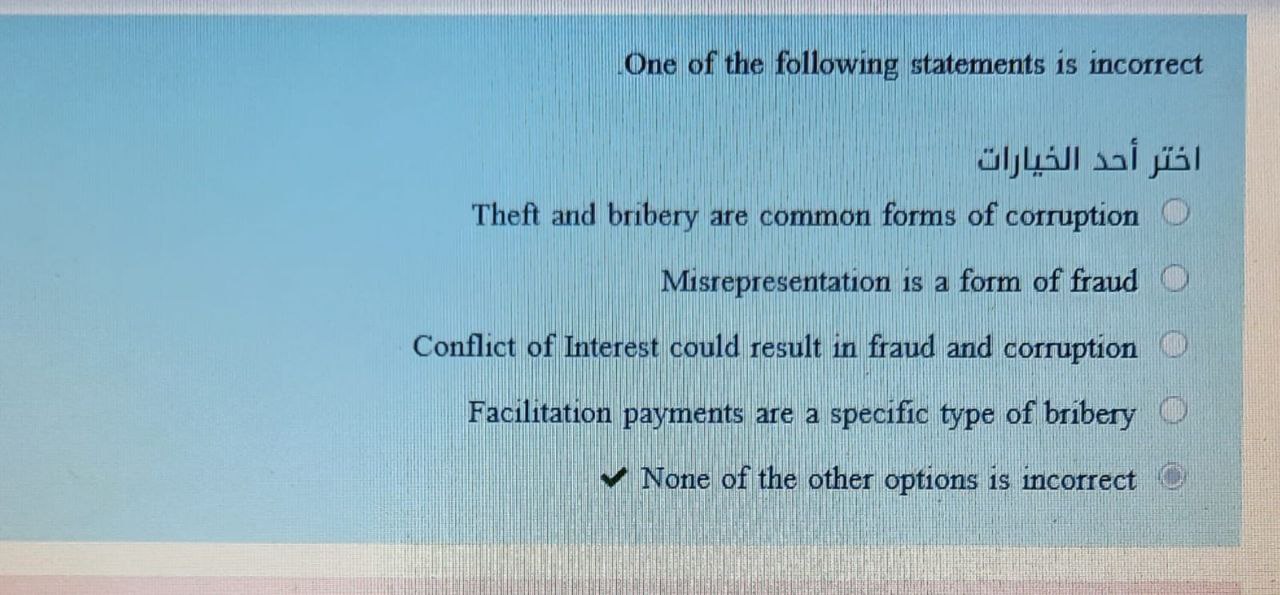 .One of the following statements is incorrect
اختر أحد الخيارات
Theft and bribery are common forms of corruption
Misrepresentation is a form of fraud
Conflict of Interest could result in fraud and corruption
Facilitation payments are a specific type of bribery
✔ None of the other options is incorrect